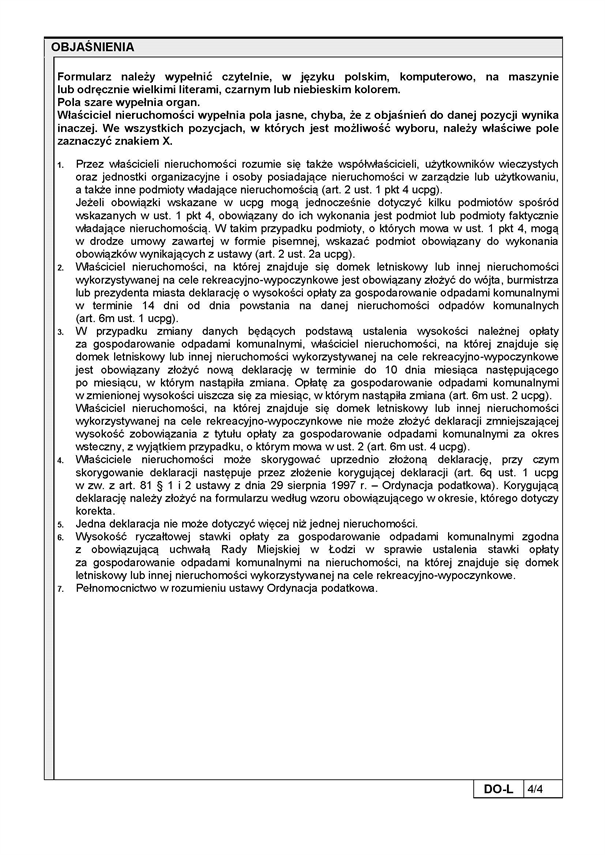 OBJAŚNIENIA
Formularz należy wypełnić czytelnie, w języku polskim, komputerowo, na maszynie
lub odręcznie wielkimi literami, czarnym lub niebieskim kolorem.
Pola szare wypełnia organ.
Właściciel nieruchomości wypełnia pola jasne, chyba, że z objaśnień do danej pozycji wynika
inaczej. We wszystkich pozycjach, w których jest możliwość wyboru, należy właściwe pole
zaznaczyć znakiem X.
1. Przez właścicieli nieruchomości rozumie się także współwłaścicieli, użytkowników wieczystych
oraz jednostki organizacyjne i osoby posiadające nieruchomości w zarządzie lub użytkowaniu,
a także inne podmioty władające nieruchomością (art. 2 ust. 1 pkt 4 ucpg).
Jeżeli obowiązki wskazane w ucpg mogą jednocześnie dotyczyć kilku podmiotów spośród
wskazanych w ust. 1 pkt 4, obowiązany do ich wykonania jest podmiot lub podmioty faktycznie
władające nieruchomością. W takim przypadku podmioty, o których mowa w ust. 1 pkt 4, mogą
w drodze umowy zawartej w formie pisemnej, wskazać podmiot obowiązany do wykonania
obowiązków wynikających z ustawy (art. 2 ust. 2a ucpg).
2. Właściciel nieruchomości, na której znajduje się domek letniskowy lub innej nieruchomości
wykorzystywanej na cele rekreacyjno-wypoczynkowe jest obowiązany złożyć do wójta, burmistrza
lub prezydenta miasta deklarację o wysokości opłaty za gospodarowanie odpadami komunalnymi
w terminie 14 dni od dnia powstania na danej nieruchomości odpadów komunalnych
(art. 6m ust. 1 ucpg).
3. W przypadku zmiany danych będących podstawą ustalenia wysokości należnej opłaty
za gospodarowanie odpadami komunalnymi, właściciel nieruchomości, na której znajduje się
domek letniskowy lub innej nieruchomości wykorzystywanej na cele rekreacyjno-wypoczynkowe
jest obowiązany złożyć nową deklarację w terminie do 10 dnia miesiąca następującego
po miesiącu, w którym nastąpiła zmiana. Opłatę za gospodarowanie odpadami komunalnymi
w zmienionej wysokości uiszcza się za miesiąc, w którym nastąpiła zmiana (art. 6m ust. 2 ucpg).
Właściciel nieruchomości, na której znajduje się domek letniskowy lub innej nieruchomości
wykorzystywanej na cele rekreacyjno-wypoczynkowe nie może złożyć deklaracji zmniejszającej
wysokość zobowiązania z tytułu opłaty za gospodarowanie odpadami komunalnymi za okres
wsteczny, z wyjątkiem przypadku, o którym mowa w ust. 2 (art. 6m ust. 4 ucpg).
4. Właściciele nieruchomości może skorygować uprzednio złożoną deklarację, przy czym
skorygowanie deklaracji następuje przez złożenie korygującej deklaracji (art. 6q ust. 1 ucpg
w zw. z art. 81 § 1 i 2 ustawy z dnia 29 sierpnia 1997 r. – Ordynacja podatkowa). Korygującą
deklarację należy złożyć na formularzu według wzoru obowiązującego w okresie, którego dotyczy
korekta.
5. Jedna deklaracja nie może dotyczyć więcej niż jednej nieruchomości.
6. Wysokość ryczałtowej stawki opłaty za gospodarowanie odpadami komunalnymi zgodna
z obowiązującą uchwałą Rady Miejskiej w Łodzi w sprawie ustalenia stawki opłaty
za gospodarowanie odpadami komunalnymi na nieruchomości, na której znajduje się domek
letniskowy lub innej nieruchomości wykorzystywanej na cele rekreacyjno-wypoczynkowe.
7. Pełnomocnictwo w rozumieniu ustawy Ordynacja podatkowa.
DO-L 4/4